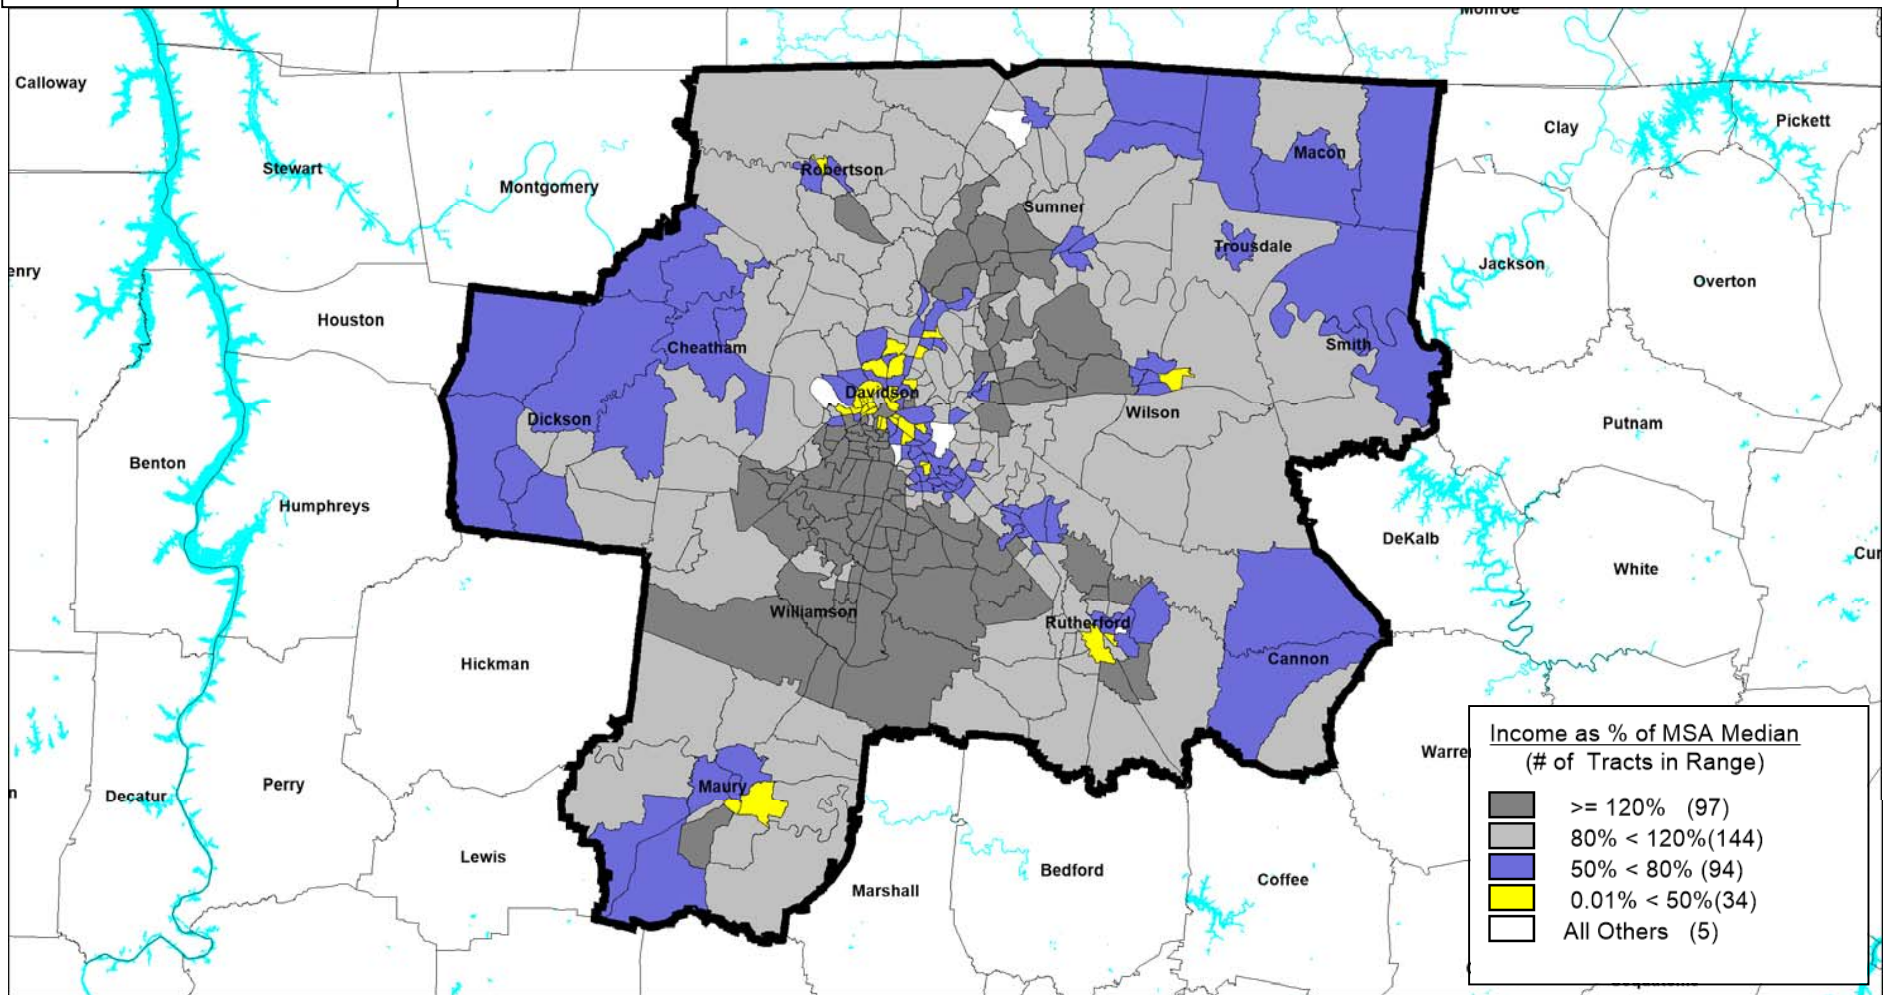 Monroe
Calloway
Clay
Pickett
Macon
Stewart
Robertson
Montgomery
Sumner
Trousdale
Jackson
enry
Overton
Houston
Cheatham
Smith
Davidson
Wilson
Dickson
Putnam
Benton
Humphreys
DeKalb
Cur
White
Williamson
Rutherford
Hickman
Cannon
Income as % of MSA Median
(# of Tracts in Range)
>= 120% (97)
80% < 120%(144)
50% < 80% (94)
0.01% < 50%(34)
All Others (5)
Warre
Perry
Maury
n
Decatur
Lewis
Bedford
Coffee
Marshall